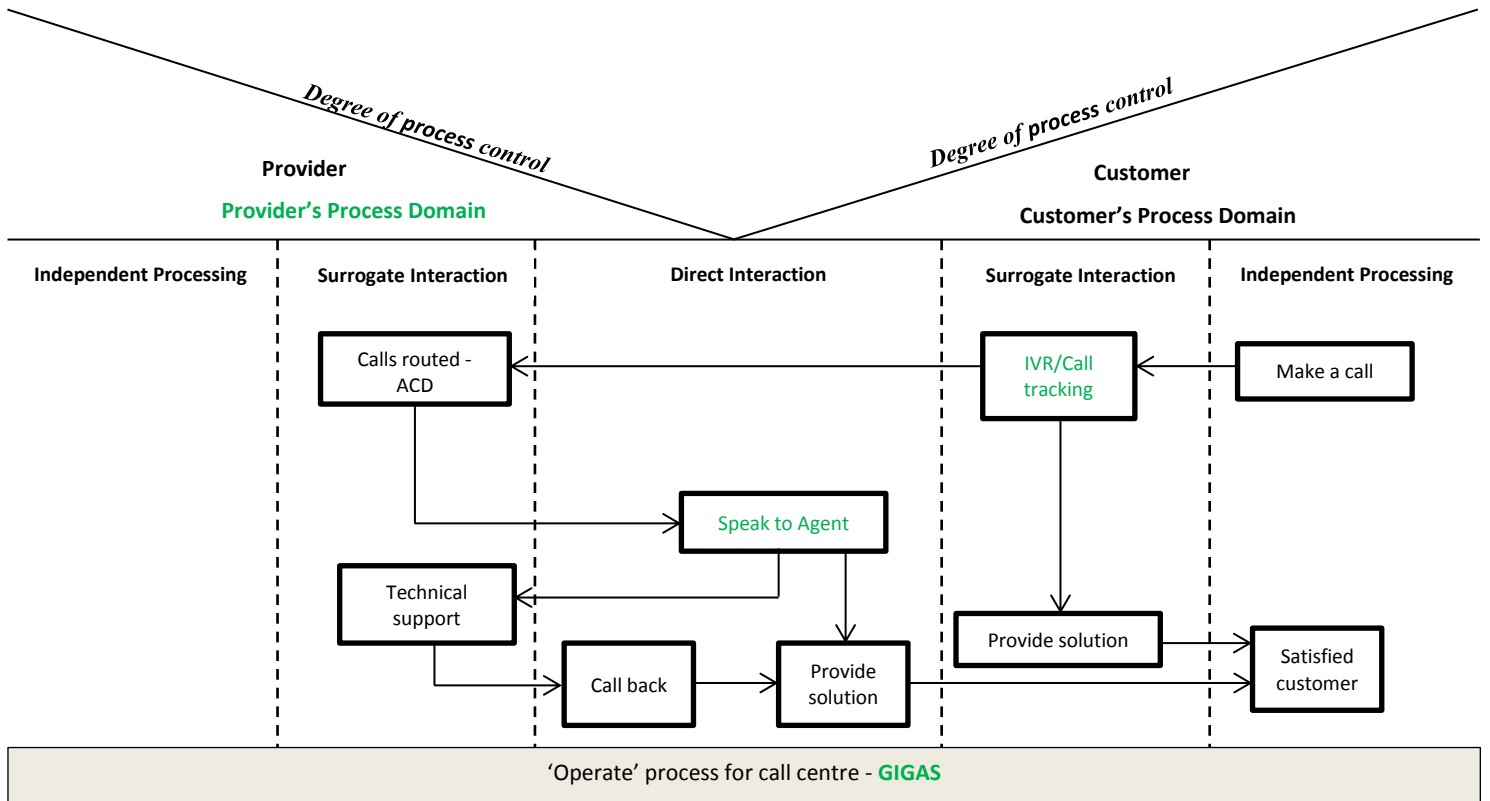 Degree of process control
Degree of process control
Provider
Customer
Provider's Process Domain
Customer's Process Domain
Independent Processing
Surrogate Interaction
Direct Interaction
Surrogate Interaction
Independent Processing
Calls routed -
ACD
IVR/Call
tracking
Make a call
Speak to Agent
Technical
support
Call back
Provide
solution
Provide solution
Satisfied
customer
‘Operate’ process for call centre - GIGAS